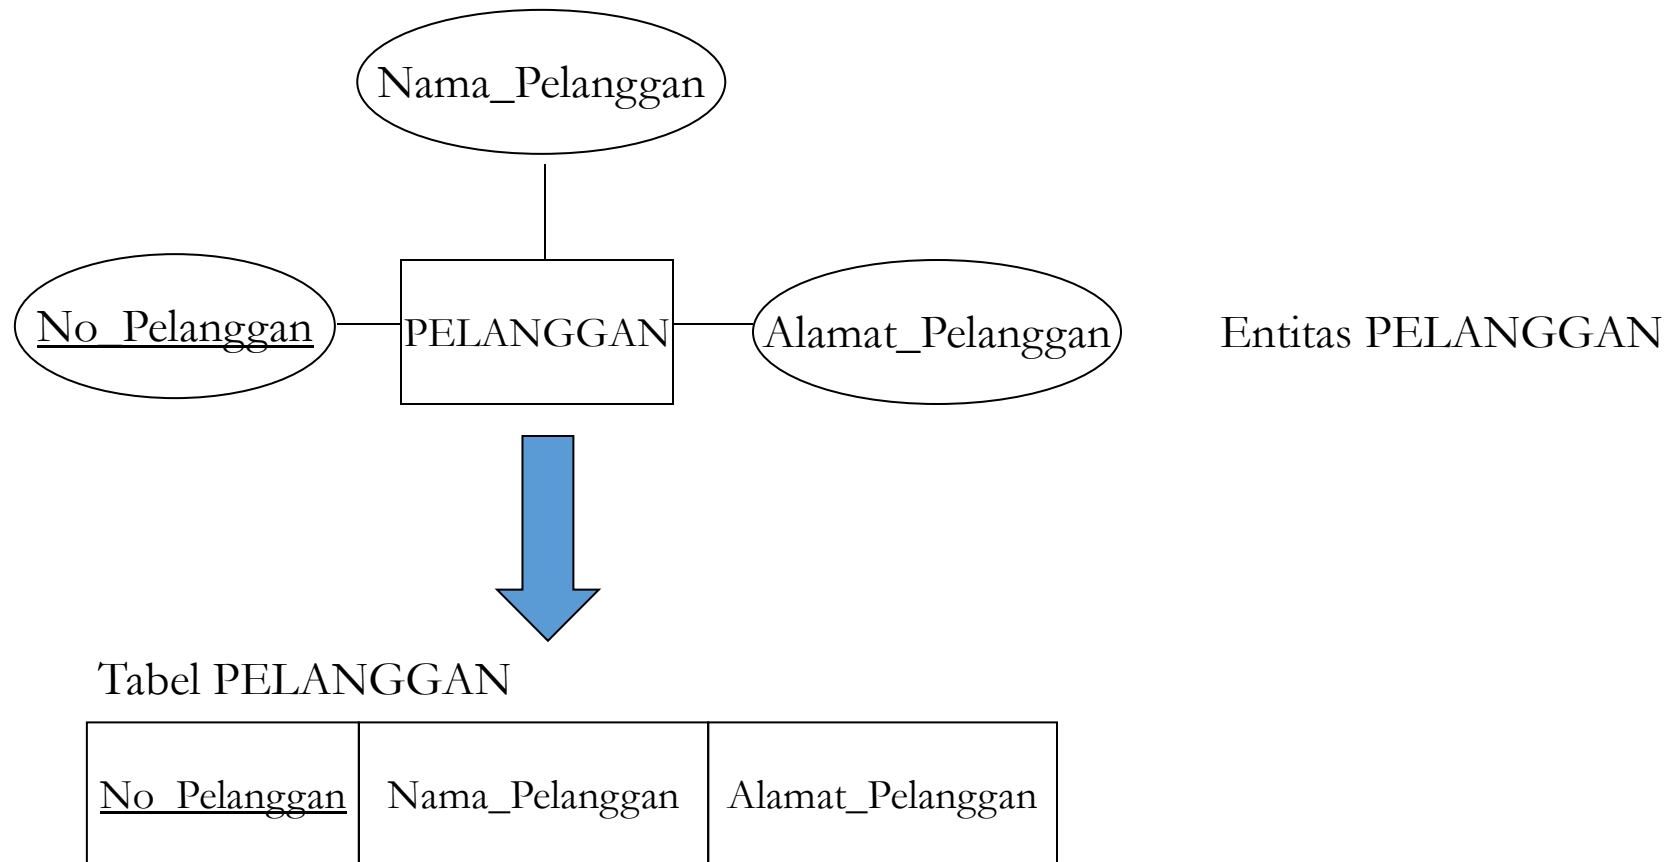 Nama_Pelanggan
No_Pelanggan
PELANGGAN
Alamat_Pelanggan
Entitas PELANGGAN
Tabel PELANGGAN
No_Pelanggan
Nama_Pelanggan
Alamat_Pelanggan